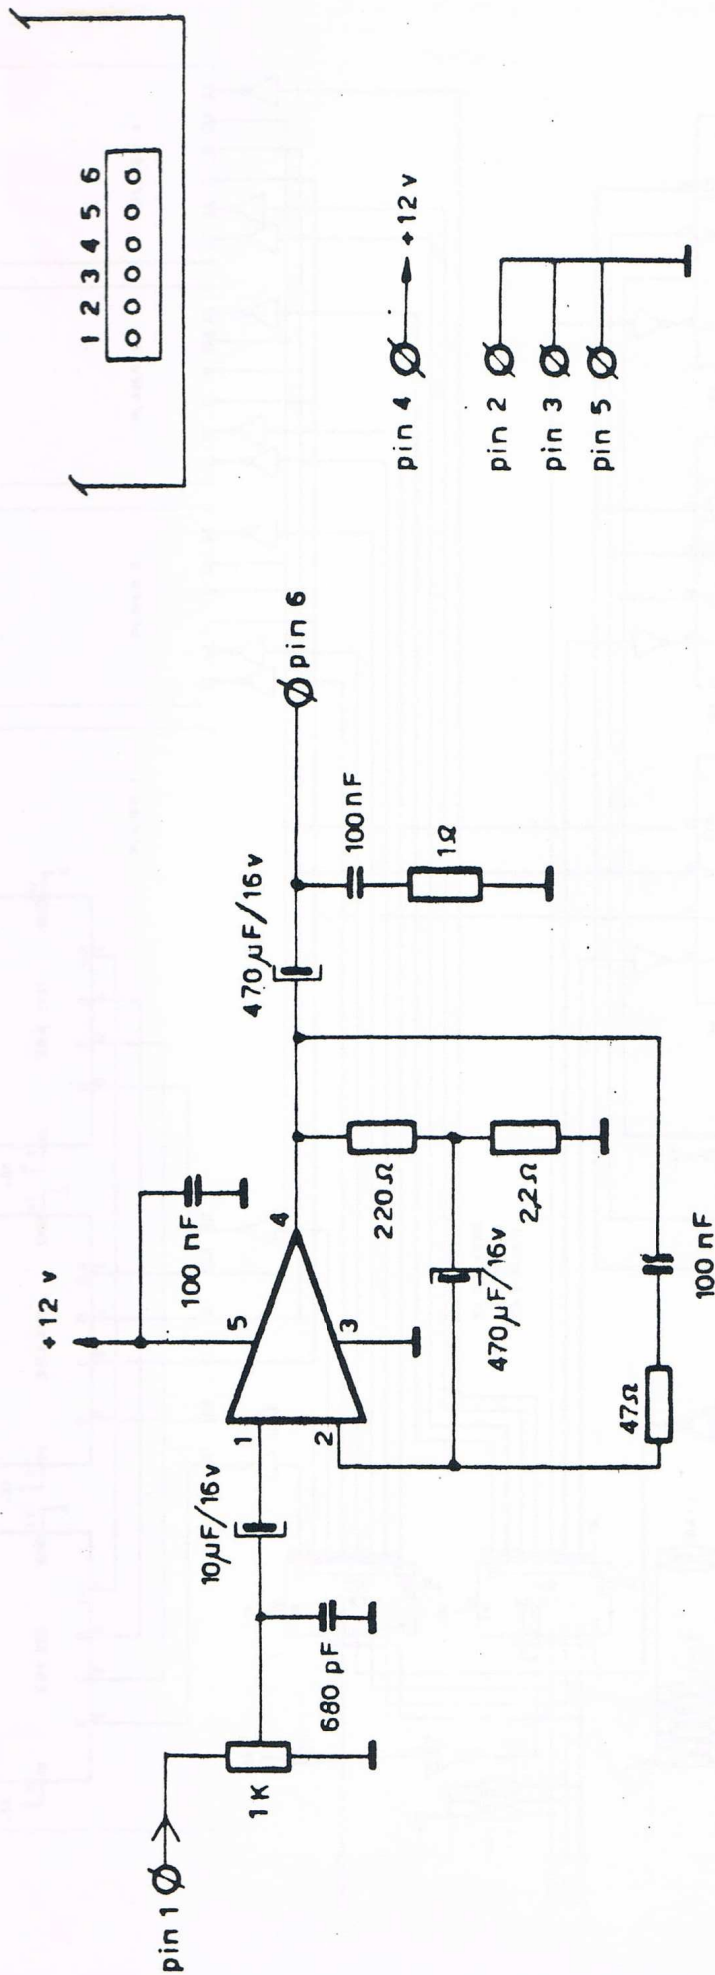 1 2 3 4 5 6
+12 v
100 nF
5
4
1
2
3
10µF/16v
470µF/16v
pin 6
pin 1
1K
680 pF
220Ω
2,2Ω
470µF/16v
47Ω
100 nF
100nF
1Ω
pin 4
+12v
pin 2
pin 3
pin 5